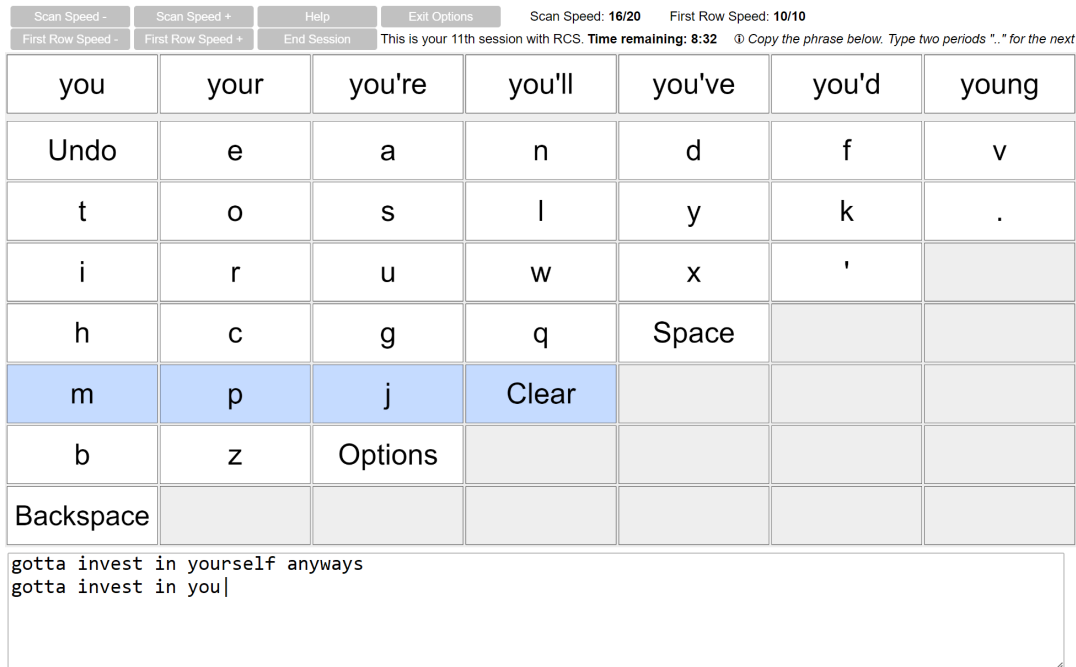 Scan Speed - Scan Speed + Help Exit Options Scan Speed: 16/20 First Row Speed: 10/10
First Row Speed - First Row Speed + End Session This is your 11th session with RCS. Time remaining: 8:32 ⓘ Copy the phrase below. Type two periods ".." for the next
you your you're you'll you've you'd young
Undo e a n d f v
t o s l y k .
i r u w x '
h c g q Space
m p j Clear
b z Options
Backspace
gotta invest in yourself anyways
gotta invest in you